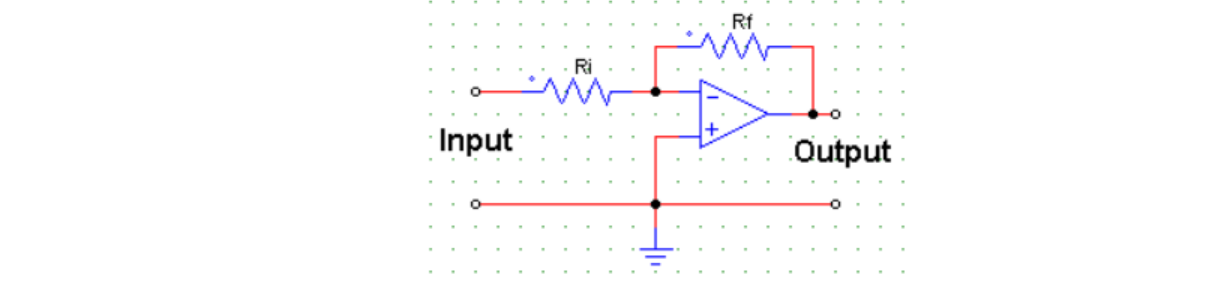 Rf
Ri
−
+
Input
Output